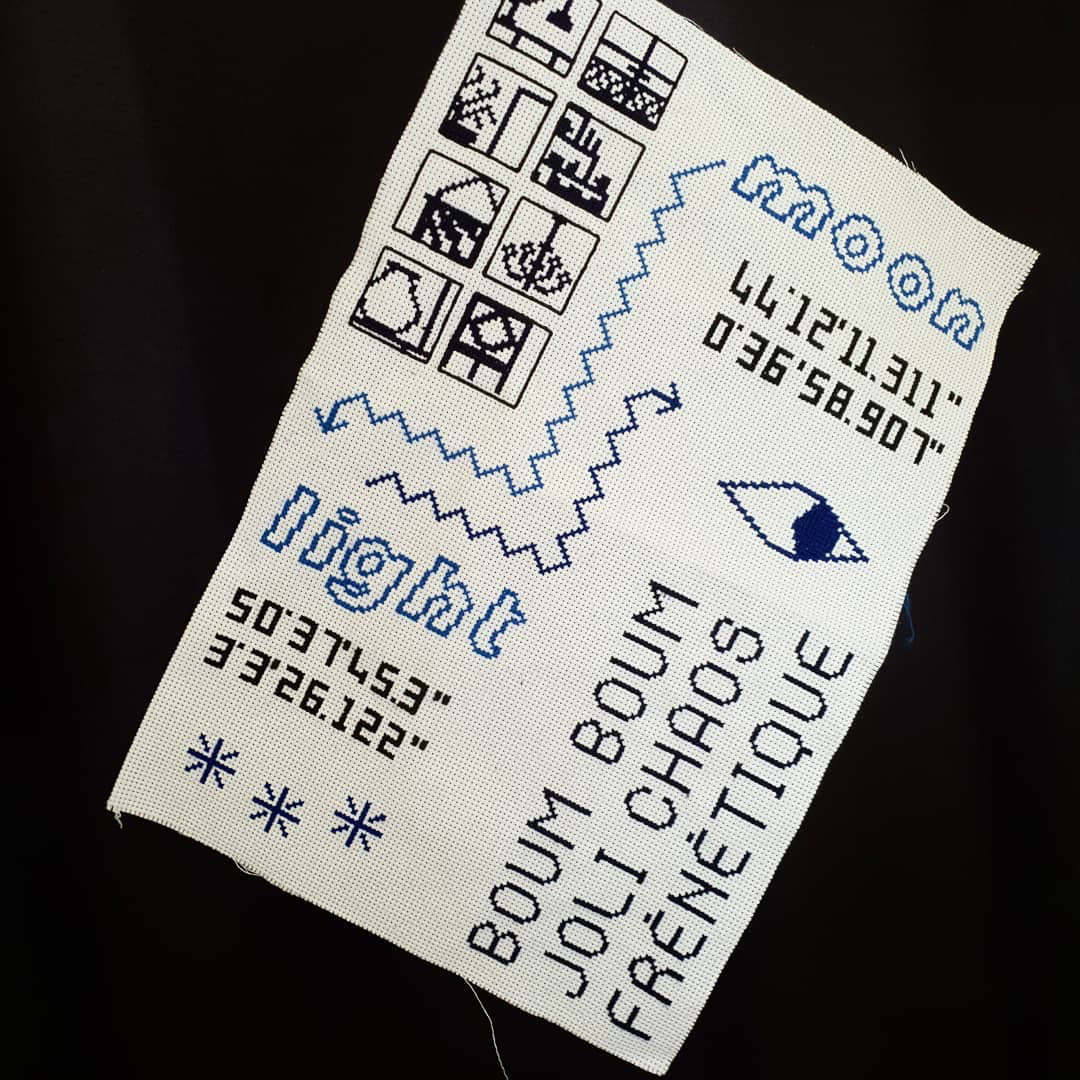 moon
44°12'11.311"
0°36'58.907"
light
50°37'45.3"
3°3'26.122"
BOUM BOUM
JOLI CHAOS
FRÉNÉTIQUE